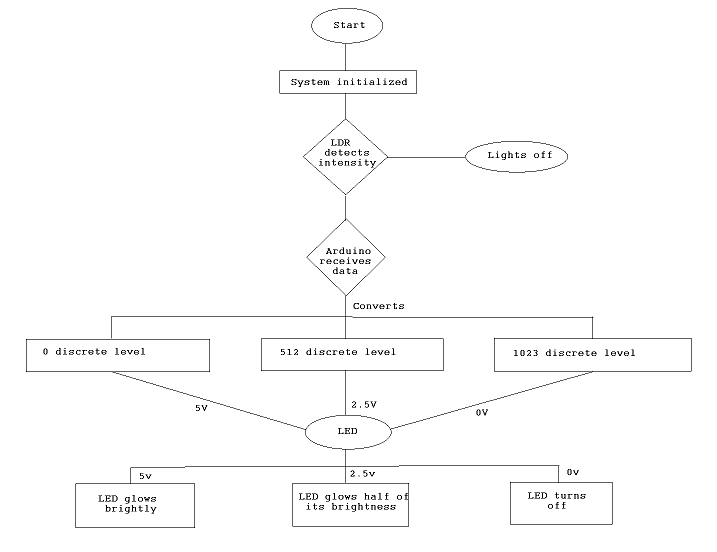 Start
System initialized
LDR
detects
intensity
Lights off
Arduino
receives
data
Converts
0 discrete level
512 discrete level
1023 discrete level
5V
2.5V
0V
LED
5v
2.5v
0v
LED glows
brightly
LED glows half of
its brightness
LED turns
off